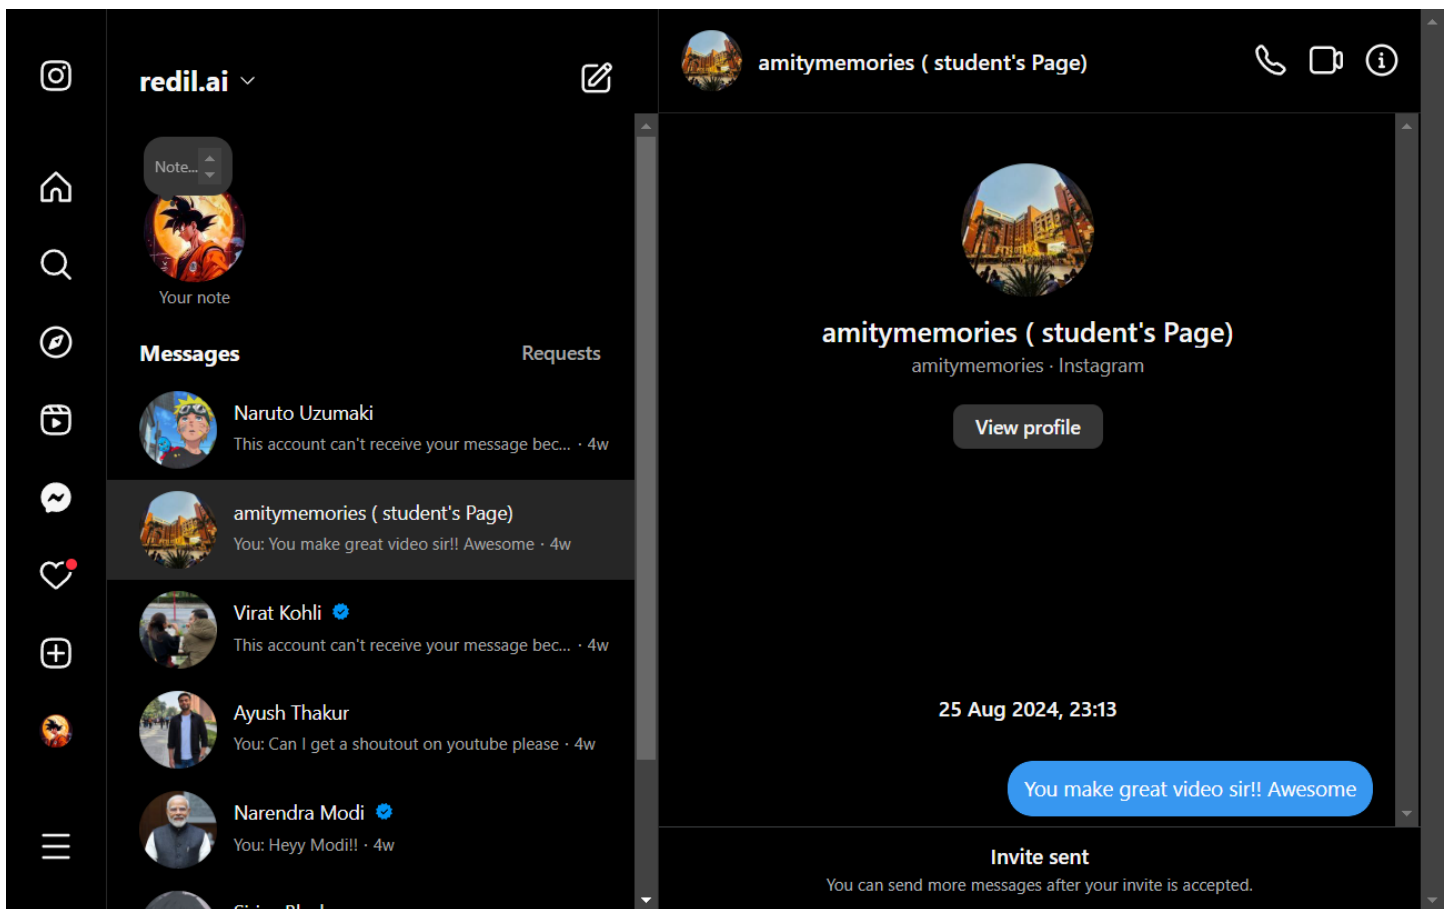 redil.ai
Note...
Your note
Messages
Requests
Naruto Uzumaki
This account can't receive your message bec... · 4w
amitymemories ( student's Page)
You: You make great video sir!! Awesome · 4w
Virat Kohli
This account can't receive your message bec... · 4w
Ayush Thakur
You: Can I get a shoutout on youtube please · 4w
Narendra Modi
You: Heyy Modi!! · 4w
amitymemories ( student's Page)
amitymemories ( student's Page)
amitymemories · Instagram
View profile
25 Aug 2024, 23:13
You make great video sir!! Awesome
Invite sent
You can send more messages after your invite is accepted.